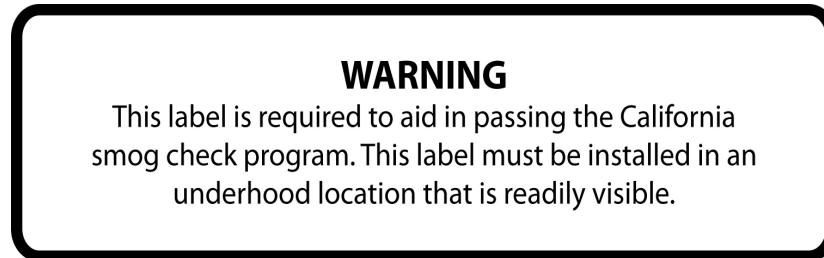 WARNING
This label is required to aid in passing the California
smog check program. This label must be installed in an
underhood location that is readily visible.